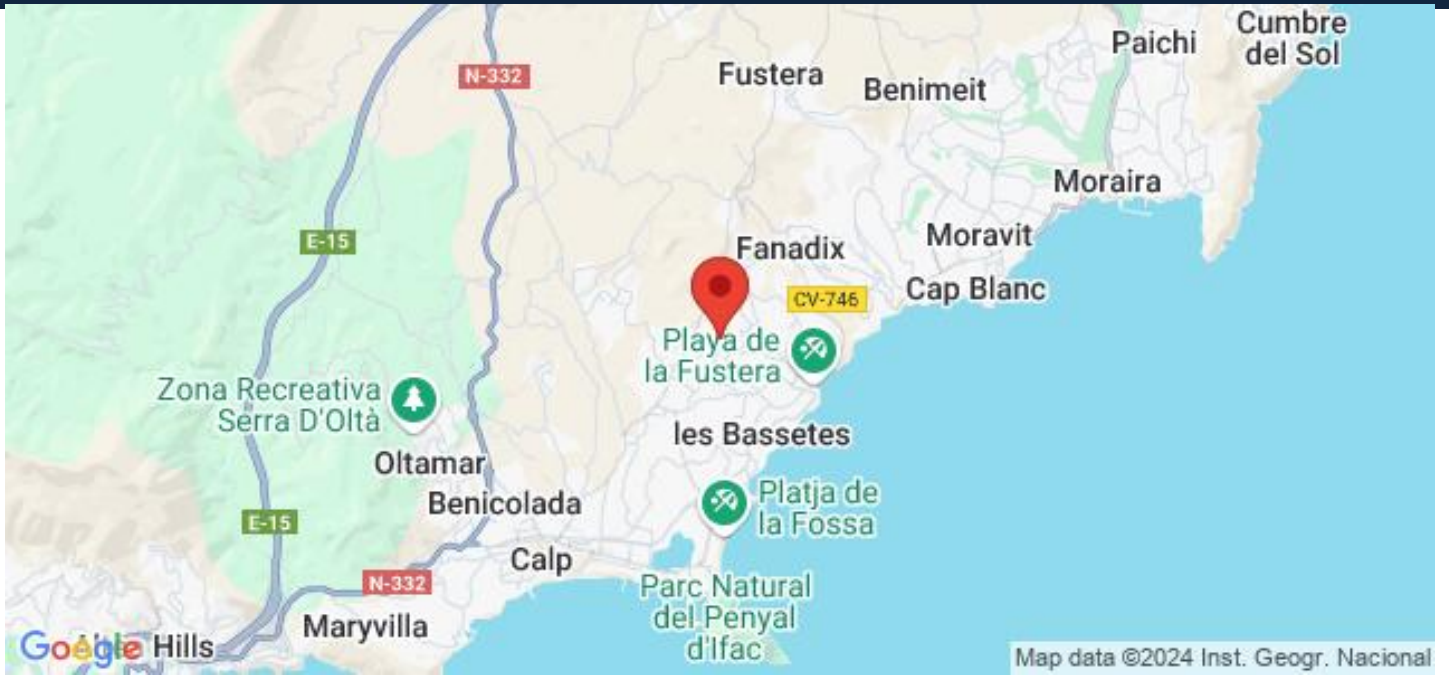 Cumbre
del Sol
Paichi
N-332
Fustera
Benimeit
Moraira
E-15
Fanadix
Moravit
CV-746
Cap Blanc
Playa de
la Fustera
Zona Recreativa
Serra D'Oltà
les Bassetes
Oltamar
Benicolada
Platja de
la Fossa
E-15
Calp
N-332
Parc Natural
del Penyal
d'Ifac
Maryvilla
Google
Hills
Map data ©2024 Inst. Geogr. Nacional